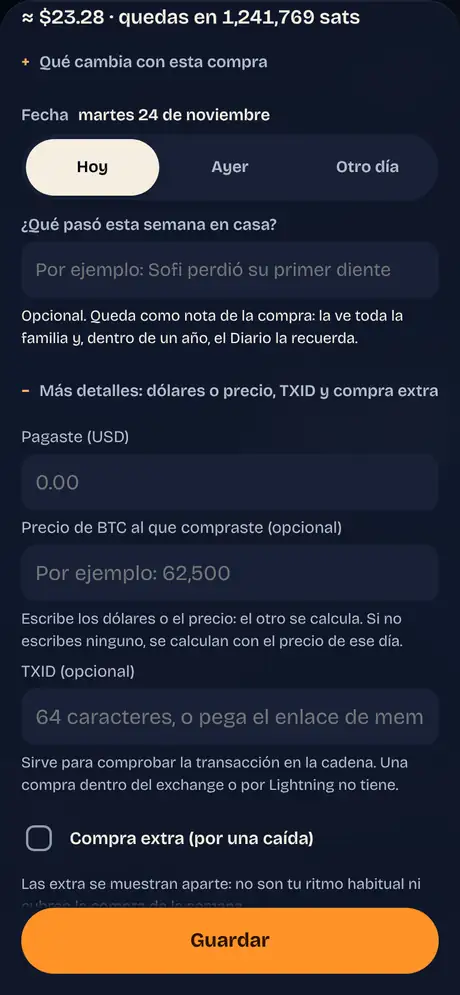 ≈ $23.28 · quedas en 1,241,769 sats
+ Qué cambia con esta compra
Fecha martes 24 de noviembre
Hoy
Ayer
Otro día
¿Qué pasó esta semana en casa?
Por ejemplo: Sofi perdió su primer diente
Opcional. Queda como nota de la compra: la ve toda la
familia y, dentro de un año, el Diario la recuerda.
− Más detalles: dólares o precio, TXID y compra extra
Pagaste (USD)
0.00
Precio de BTC al que compraste (opcional)
Por ejemplo: 62,500
Escribe los dólares o el precio: el otro se calcula. Si no
escribes ninguno, se calculan con el precio de ese día.
TXID (opcional)
64 caracteres, o pega el enlace de mem
Sirve para comprobar la transacción en la cadena. Una
compra dentro del exchange o por Lightning no tiene.
Compra extra (por una caída)
Las extra se muestran aparte: no son tu ritmo habitual ni
Guardar